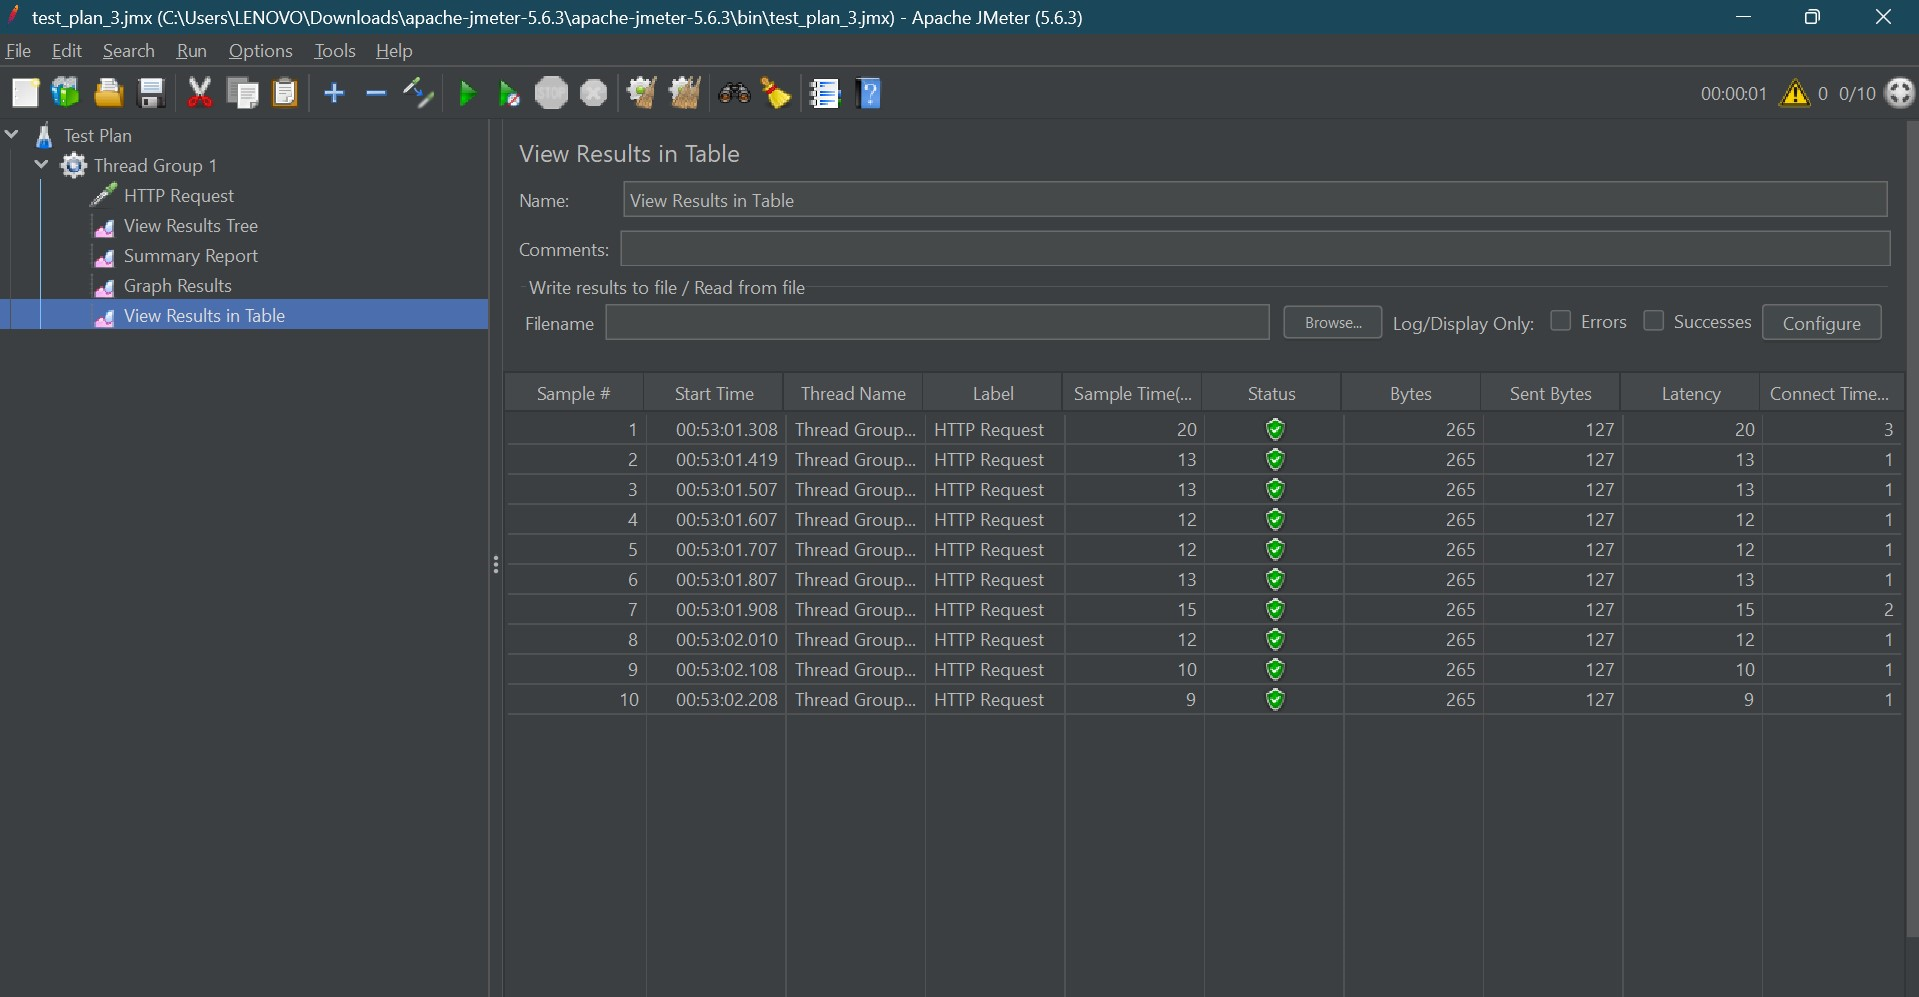 test_plan_3.jmx (C:\Users\LENOVO\Downloads\apache-jmeter-5.6.3\apache-jmeter-5.6.3\bin\test_plan_3.jmx) - Apache JMeter (5.6.3)
File Edit Search Run Options Tools Help
STOP ? 00:00:01 0 0/10
Test Plan
Thread Group 1
HTTP Request
View Results Tree
Summary Report
Graph Results
View Results in Table
View Results in Table
Name: View Results in Table
Comments:
Write results to file / Read from file
Filename Browse... Log/Display Only: Errors Successes Configure
Sample # Start Time Thread Name Label Sample Time(... Status Bytes Sent Bytes Latency Connect Time...
1 00:53:01.308 Thread Group... HTTP Request 20 265 127 20 3
2 00:53:01.419 Thread Group... HTTP Request 13 265 127 13 1
3 00:53:01.507 Thread Group... HTTP Request 13 265 127 13 1
4 00:53:01.607 Thread Group... HTTP Request 12 265 127 12 1
5 00:53:01.707 Thread Group... HTTP Request 12 265 127 12 1
6 00:53:01.807 Thread Group... HTTP Request 13 265 127 13 1
7 00:53:01.908 Thread Group... HTTP Request 15 265 127 15 2
8 00:53:02.010 Thread Group... HTTP Request 12 265 127 12 1
9 00:53:02.108 Thread Group... HTTP Request 10 265 127 10 1
10 00:53:02.208 Thread Group... HTTP Request 9 265 127 9 1